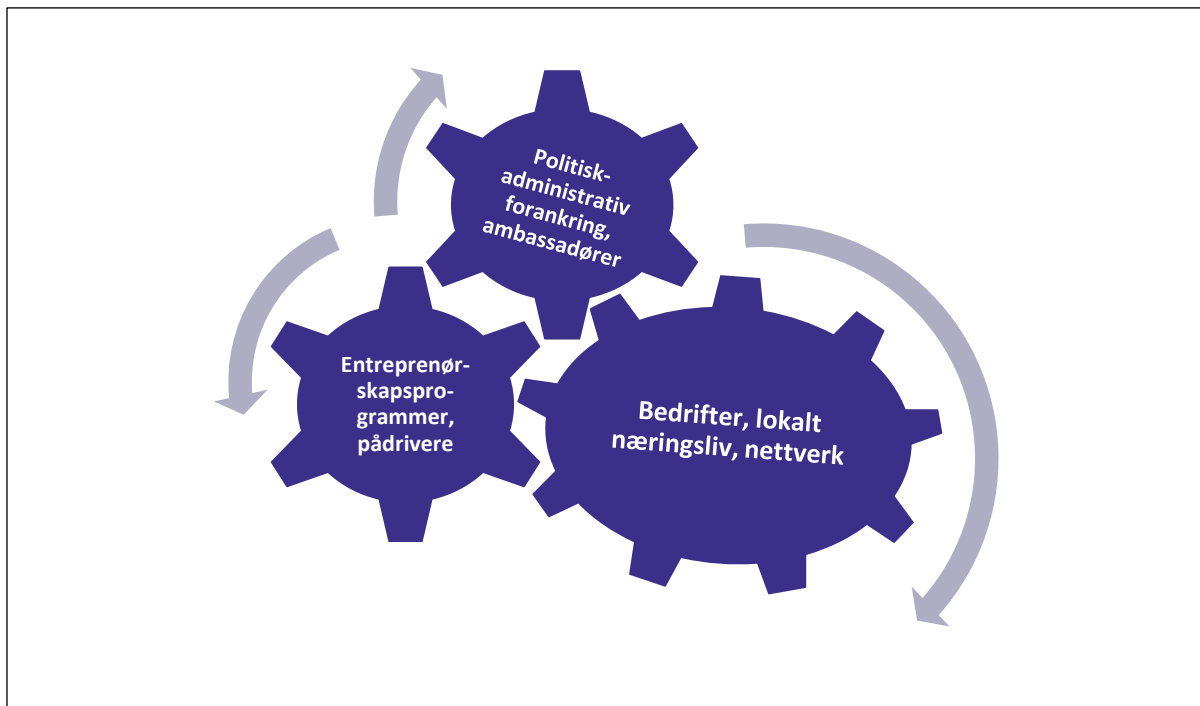 Politisk-
administrativ
forankring,
ambassadører
Entreprenør-
skapspro-
grammer,
pådrivere
Bedrifter, lokalt
næringsliv, nettverk